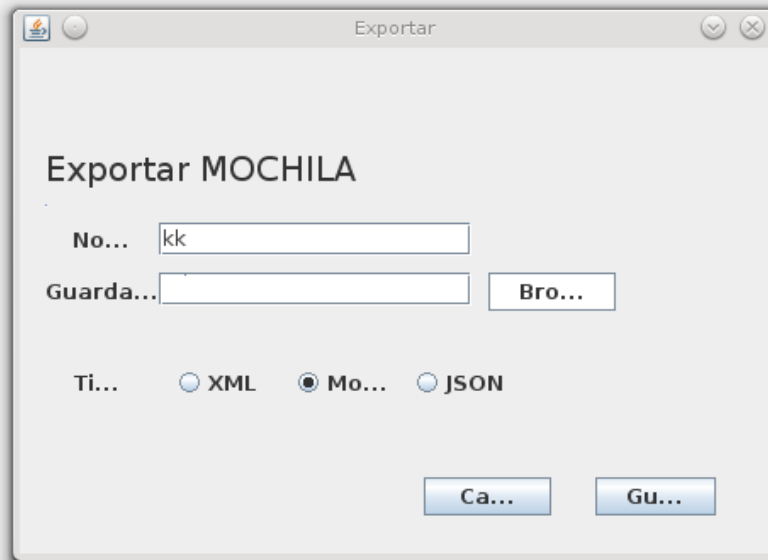 Exportar
Exportar MOCHILA
No... kk
Guarda... Bro...
Ti... XML Mo... JSON
Ca... Gu...